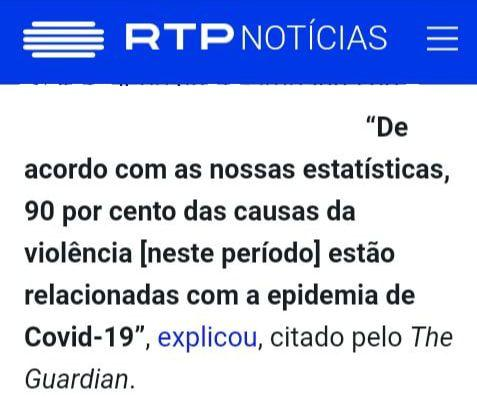 RTP NOTÍCIAS
“De
acordo com as nossas estatísticas,
90 por cento das causas da
violência [neste período] estão
relacionadas com a epidemia de
Covid-19”, explicou, citado pelo The
Guardian.